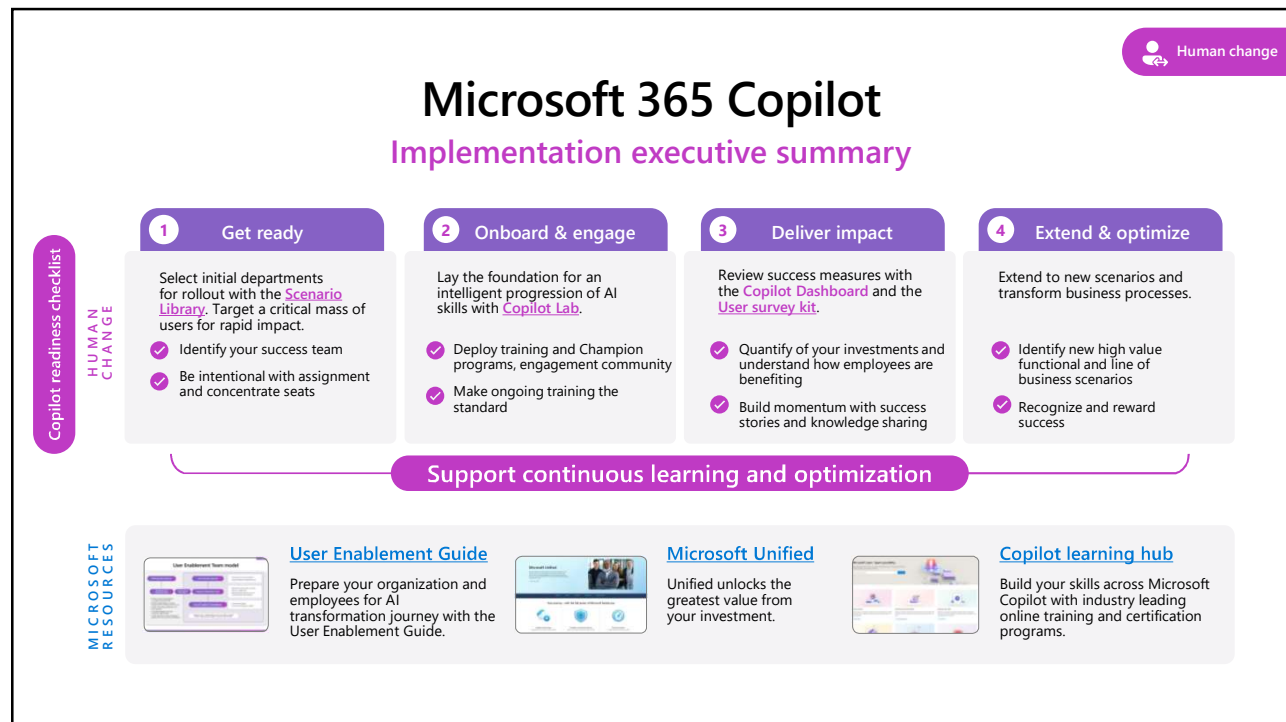 Human change
Microsoft 365 Copilot
Implementation executive summary
Copilot readiness checklist
HUMAN
CHANGE
1 Get ready
Select initial departments
for rollout with the Scenario
Library. Target a critical mass of
users for rapid impact.
Identify your success team
Be intentional with assignment
and concentrate seats
2 Onboard & engage
Lay the foundation for an
intelligent progression of AI
skills with Copilot Lab.
Deploy training and Champion
programs, engagement community
Make ongoing training the
standard
3 Deliver impact
Review success measures with
the Copilot Dashboard and the
User survey kit.
Quantify of your investments and
understand how employees are
benefiting
Build momentum with success
stories and knowledge sharing
4 Extend & optimize
Extend to new scenarios and
transform business processes.
Identify new high value
functional and line of
business scenarios
Recognize and reward
success
Support continuous learning and optimization
MICROSOFT
RESOURCES
User Enablement Team model
User Enablement Guide
Prepare your organization and
employees for AI
transformation journey with the
User Enablement Guide.
Microsoft Unified
Microsoft Unified
Unified unlocks the
greatest value from
your investment.
Copilot learning hub
Build your skills across Microsoft
Copilot with industry leading
online training and certification
programs.